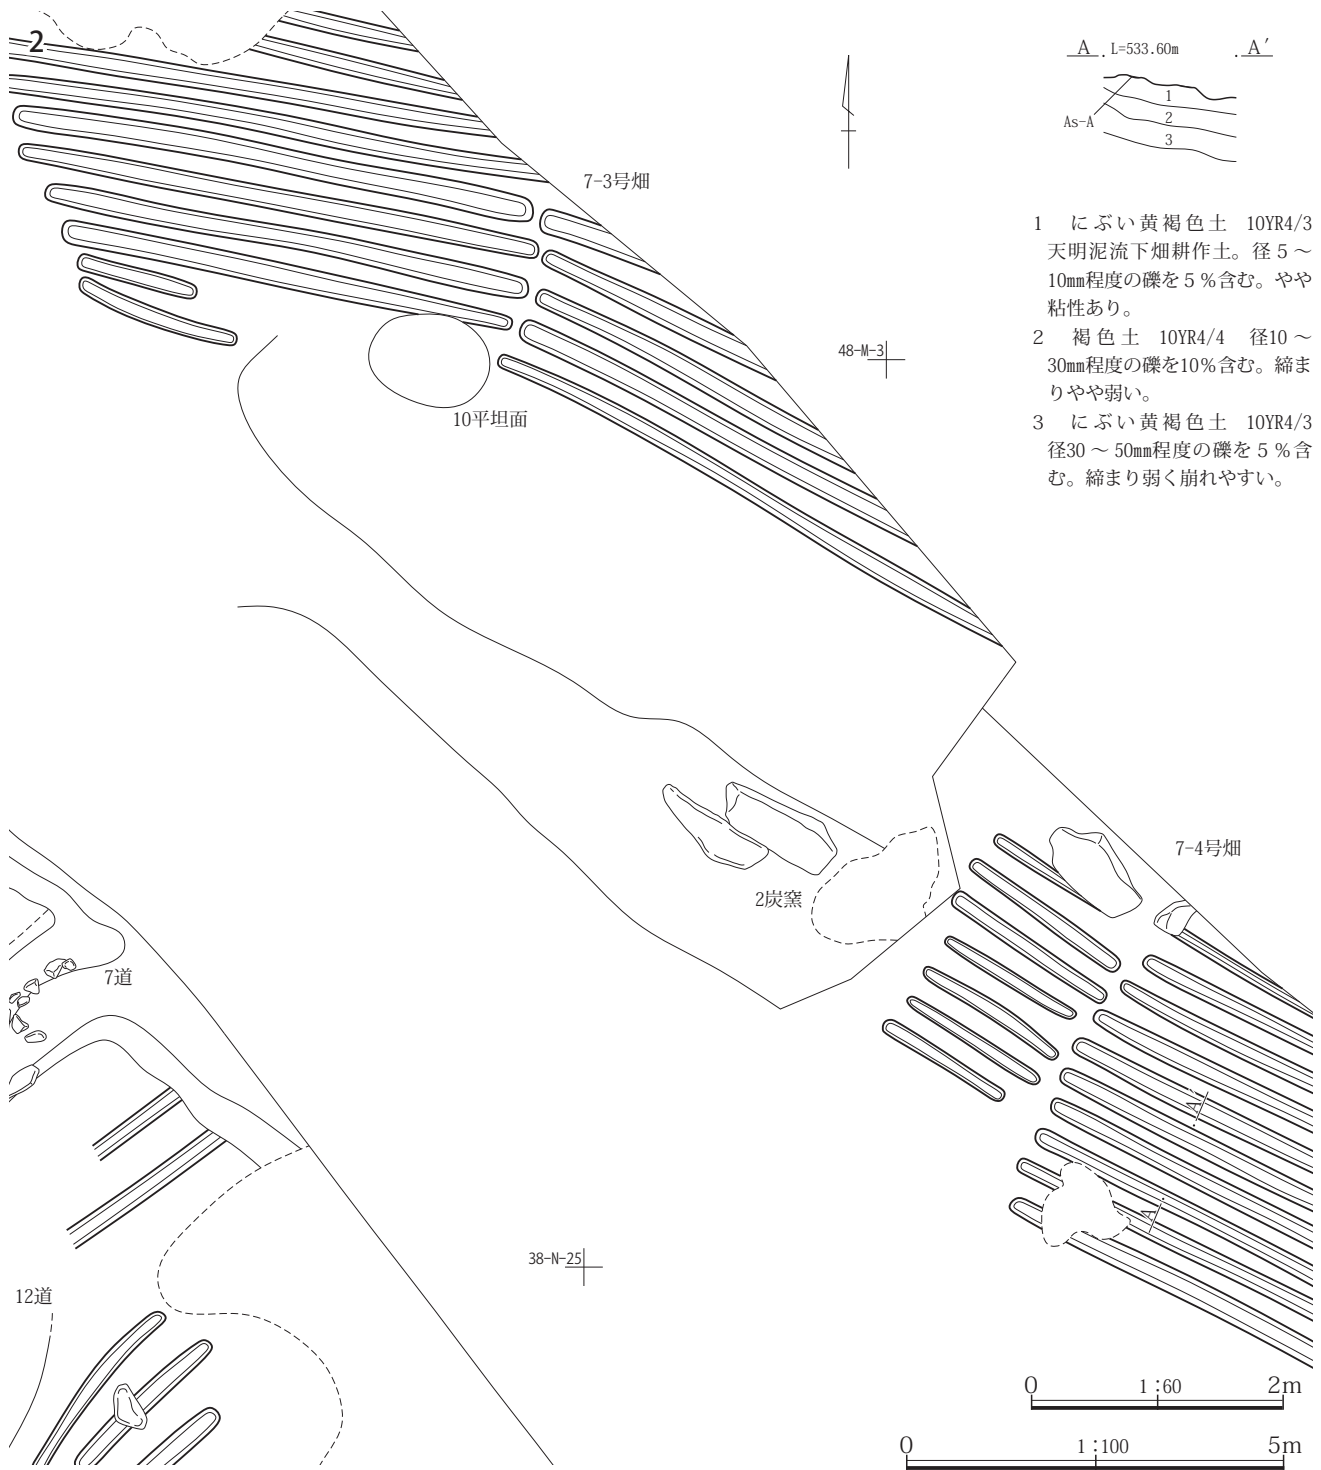 2
A . L=533.60m . A′
1
2
3
As-A
7-3号畑
1　にぶい黄褐色土　10YR4/3
天明泥流下畑耕作土。径５～
10㎜程度の礫を５％含む。やや
粘性あり。
2　褐色土　10YR4/4　径10～
30㎜程度の礫を10％含む。締ま
りやや弱い。
3　にぶい黄褐色土　10YR4/3
径30～50㎜程度の礫を５％含
む。締まり弱く崩れやすい。
48-M-3
10平坦面
7-4号畑
2炭窯
7道
A′
A
38-N-25
12道
0 1:60 2m
0 1:100 5m